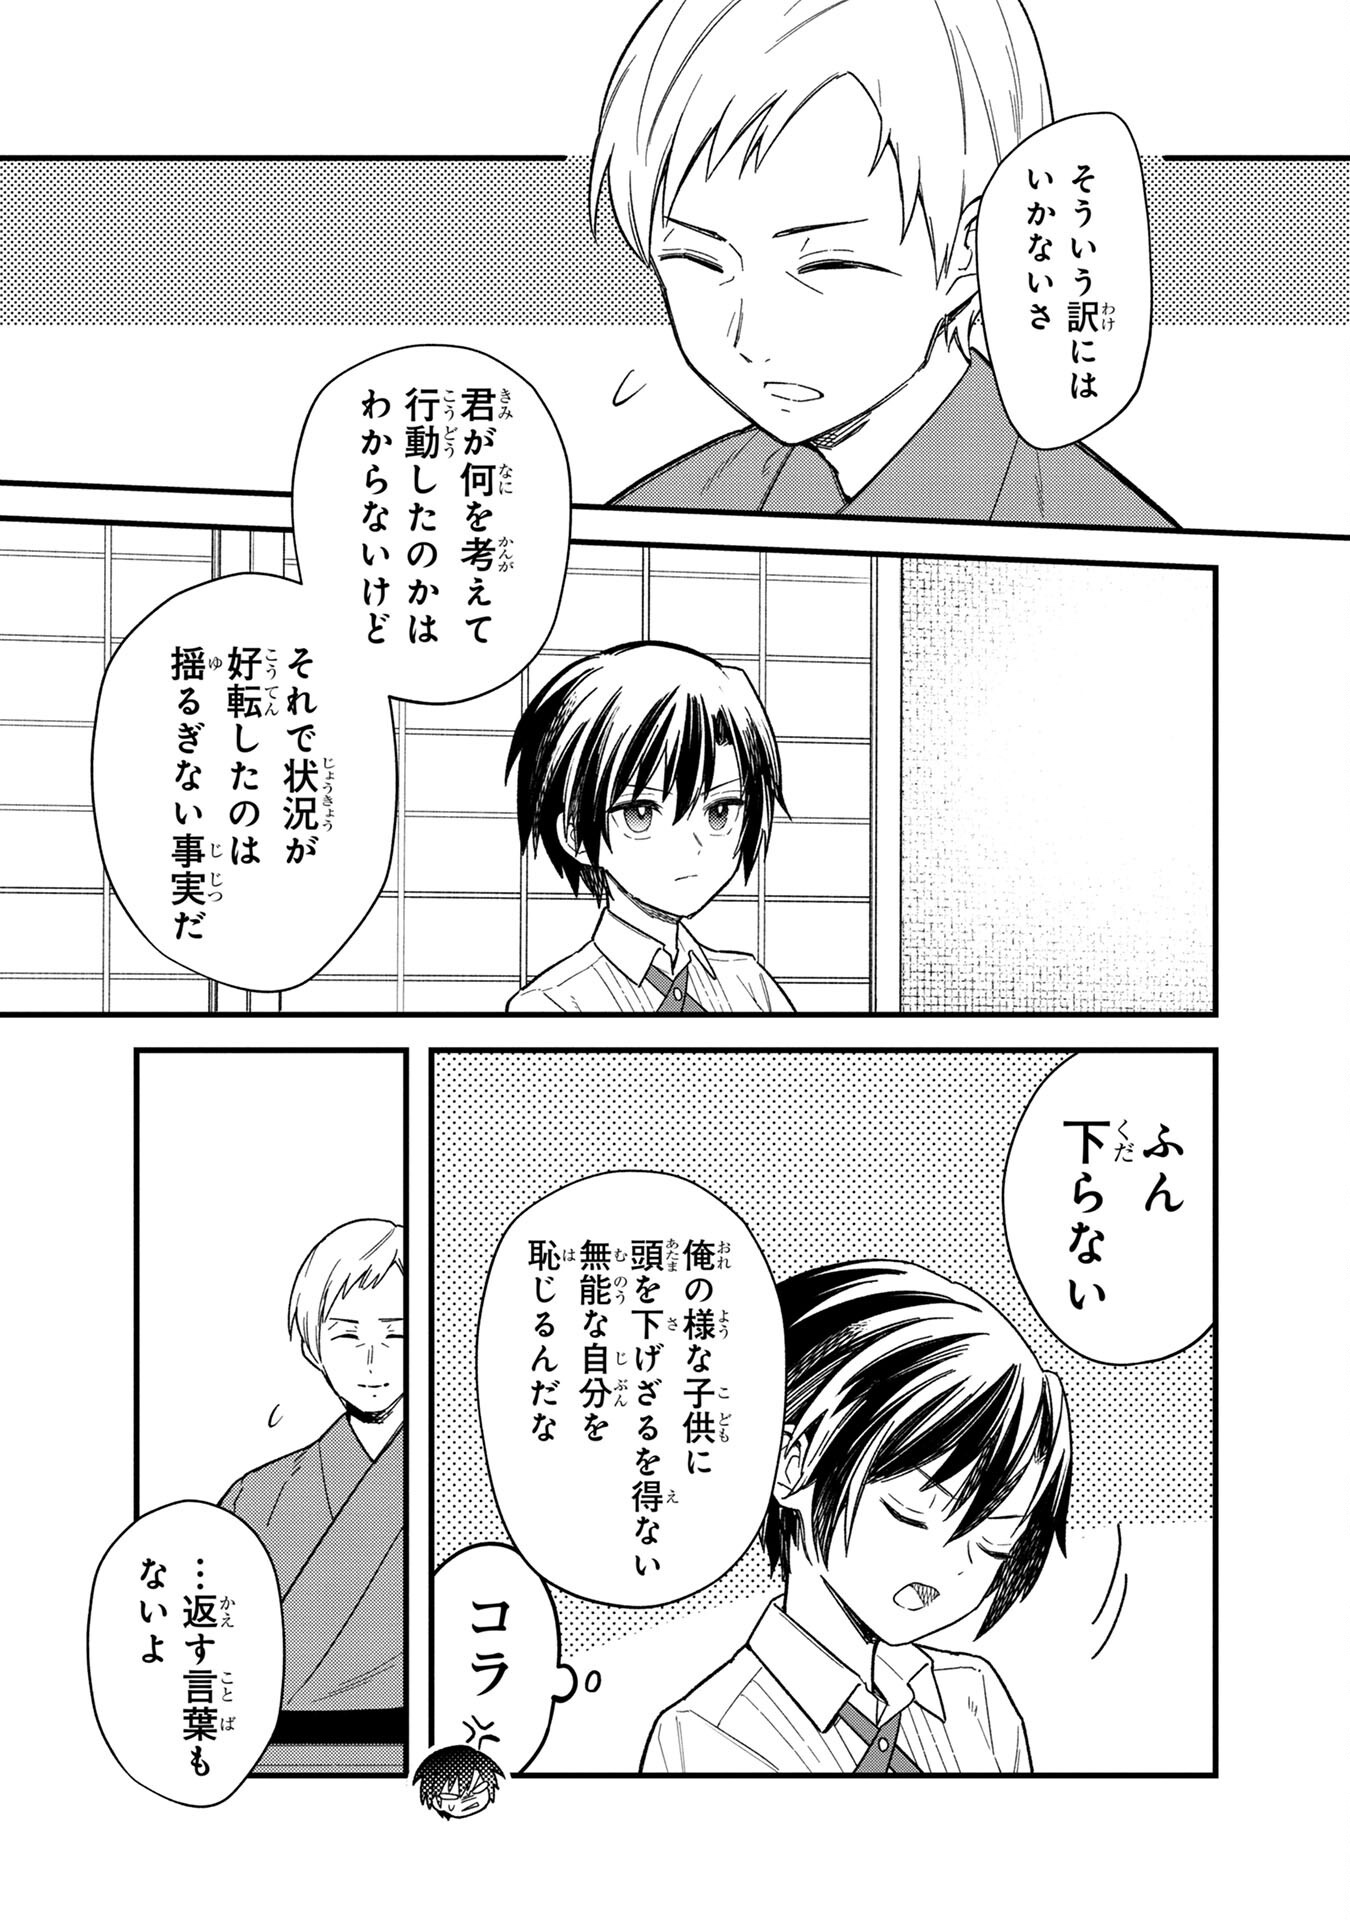 そういう訳には
いかないさ
君が何を考えて
行動したのかは
わからないけど
それで状況が
好転したのは
揺るぎない事実だ
ふん
下らない
俺の様な子供に
頭を下げざるを得ない
無能な自分を
恥じるんだな
コラ
…返す言葉も
ないよ